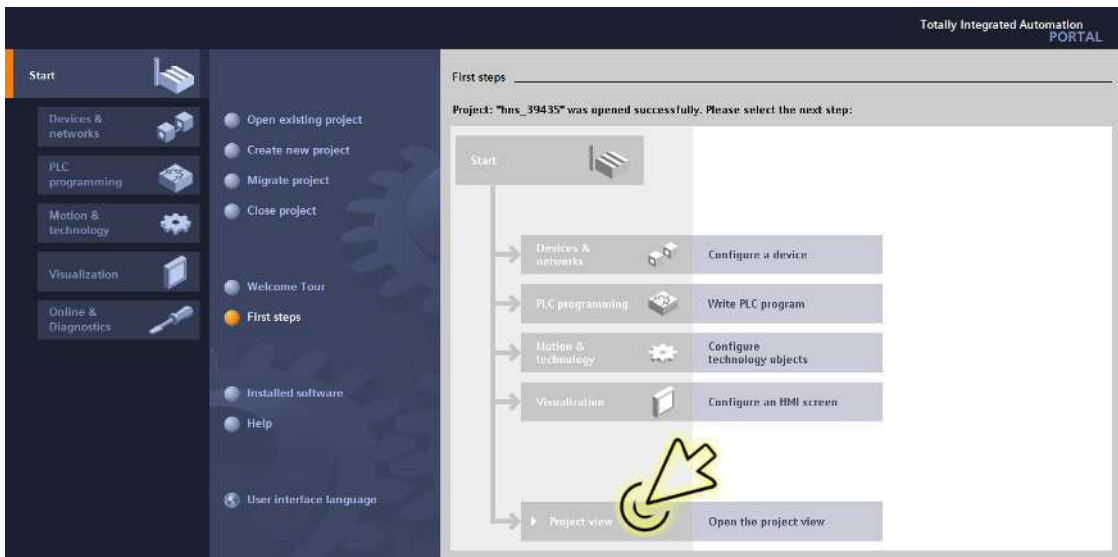 Totally Integrated Automation
PORTAL
Start
Devices &
networks
PLC
programming
Motion &
technology
Visualization
Online &
Diagnostics
Open existing project
Create new project
Migrate project
Close project
Welcome Tour
First steps
Installed software
Help
User interface language
First steps
Project: "hns_39435" was opened successfully. Please select the next step:
Start
Devices &
networks
Configure a device
PLC programming
Write PLC program
Motion &
technology
Configure
technology objects
Visualization
Configure an HMI screen
Project view
Open the project view